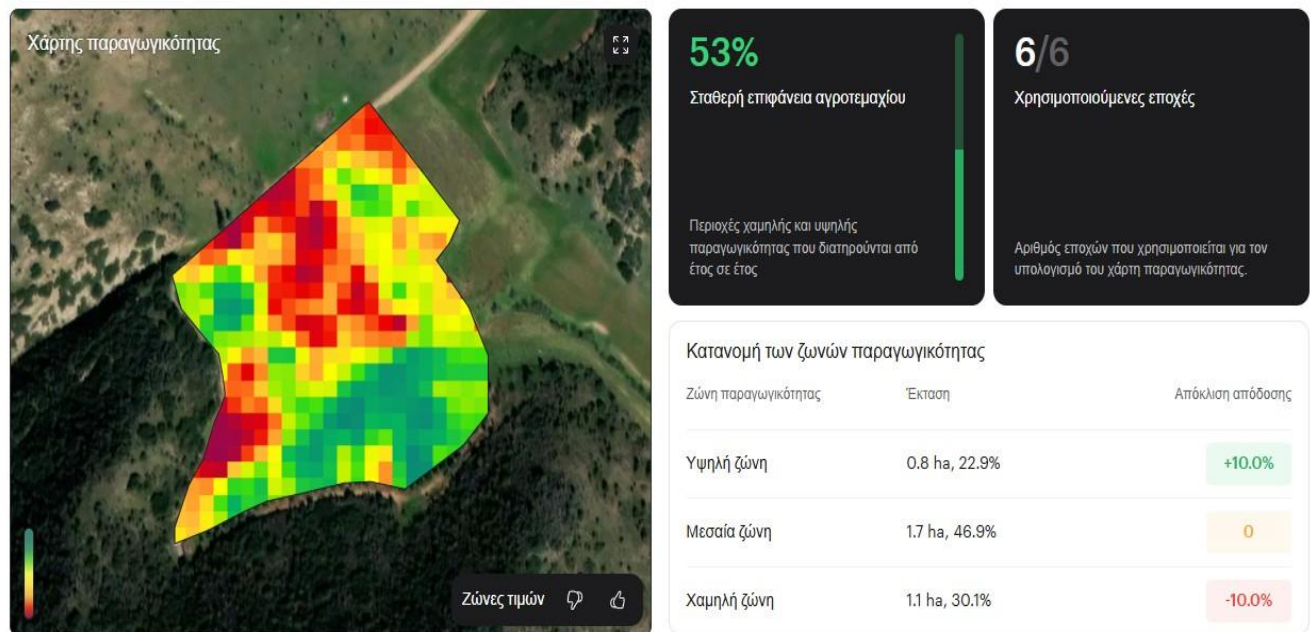 Χάρτης παραγωγικότητας
Ζώνες τιμών
53%
Σταθερή επιφάνεια αγροτεμαχίου
Περιοχές χαμηλής και υψηλής
παραγωγικότητας που διατηρούνται από
έτος σε έτος
6/6
Χρησιμοποιούμενες εποχές
Αριθμός εποχών που χρησιμοποιείται για τον
υπολογισμό του χάρτη παραγωγικότητας.
Κατανομή των ζωνών παραγωγικότητας
Ζώνη παραγωγικότητας Έκταση Απόκλιση απόδοσης
Υψηλή ζώνη 0.8 ha, 22.9% +10.0%
Μεσαία ζώνη 1.7 ha, 46.9% 0
Χαμηλή ζώνη 1.1 ha, 30.1% -10.0%